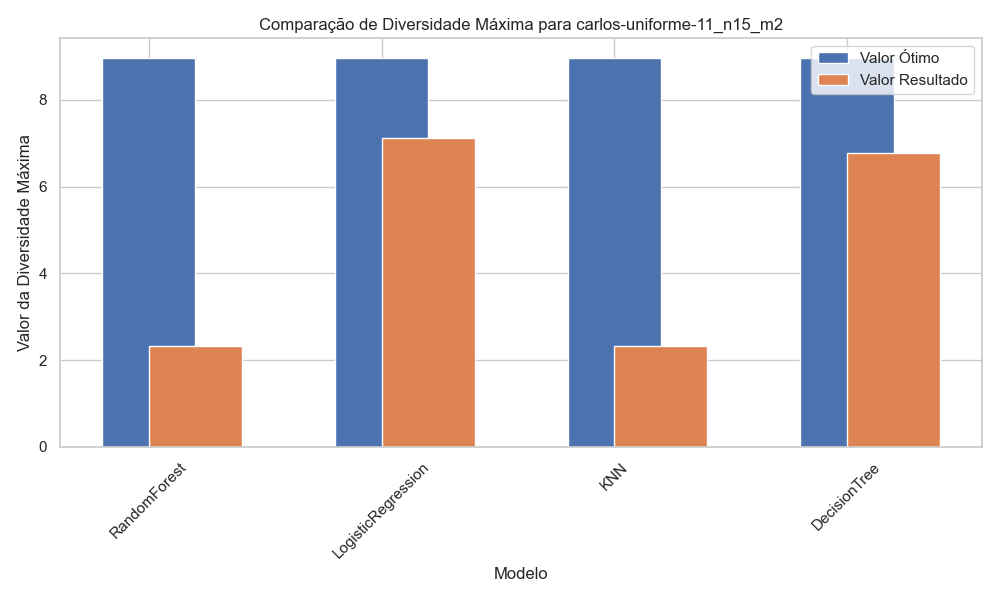 Comparação de Diversidade Máxima para carlos-uniforme-11_n15_m2
Valor Ótimo
Valor Resultado
Valor da Diversidade Máxima
8
6
4
2
0
RandomForest
LogisticRegression
KNN
DecisionTree
Modelo